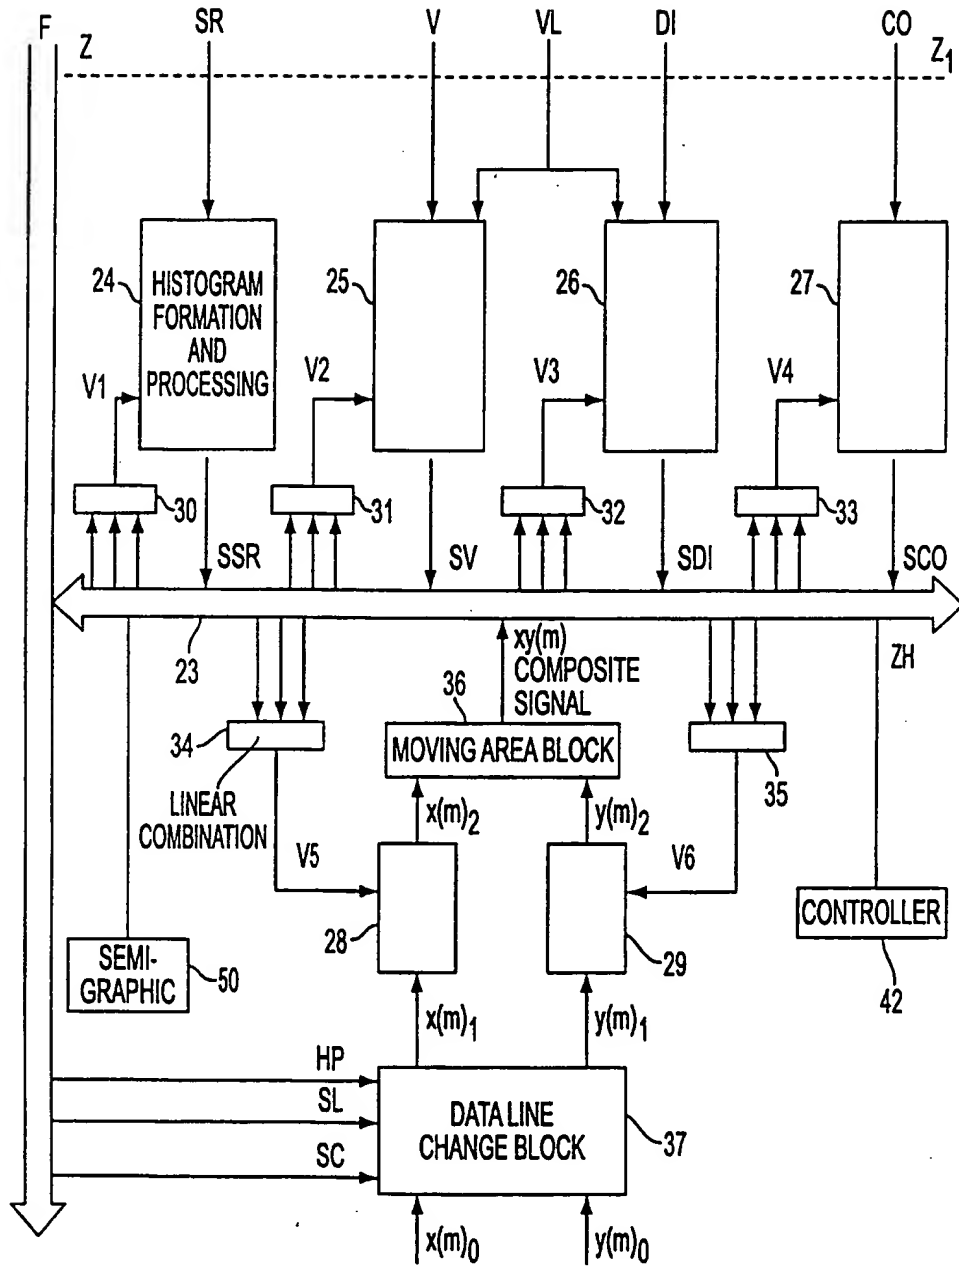 F
Z
SR
V
VL
DI
CO
Z1
24
HISTOGRAM
FORMATION
AND
PROCESSING
25
26
27
V1
V2
V3
V4
30
31
32
33
SSR
SV
SDI
SCO
23
xy(m)
COMPOSITE
SIGNAL
ZH
36
34
MOVING AREA BLOCK
35
LINEAR
COMBINATION
x(m)2
y(m)2
V5
V6
28
29
CONTROLLER
42
SEMI-
GRAPHIC
50
x(m)1
y(m)1
HP
SL
SC
DATA LINE
CHANGE BLOCK
37
x(m)0
y(m)0